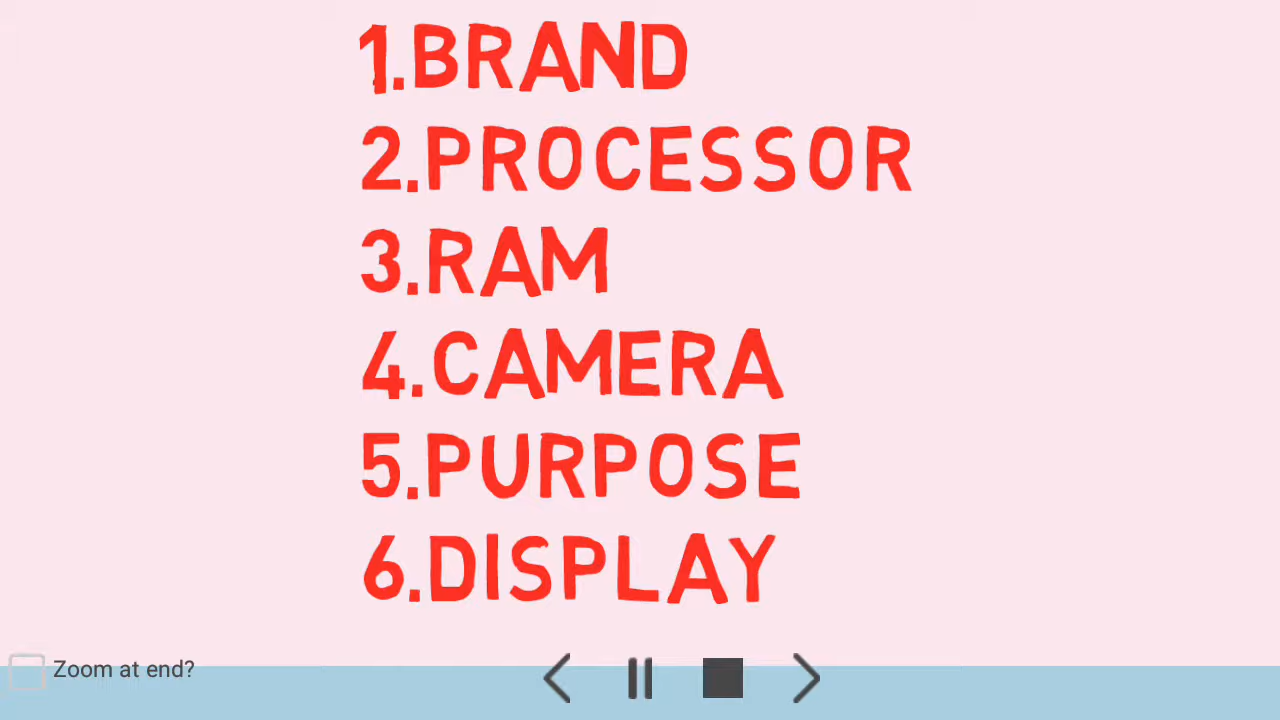 1.BRAND
2.PROCESSOR
3.RAM
4.CAMERA
5.PURPOSE
6.DISPLAY
Zoom at end?